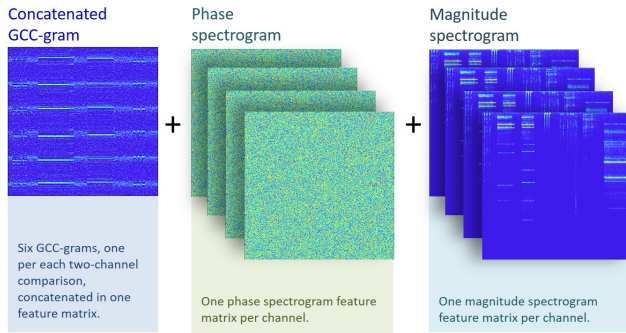 Concatenated
GCC-gram
Phase
spectrogram
Magnitude
spectrogram
+
+
Six GCC-grams, one
per each two-channel
comparison,
concatenated in one
feature matrix.
One phase spectrogram feature
matrix per channel.
One magnitude spectrogram
feature matrix per channel.